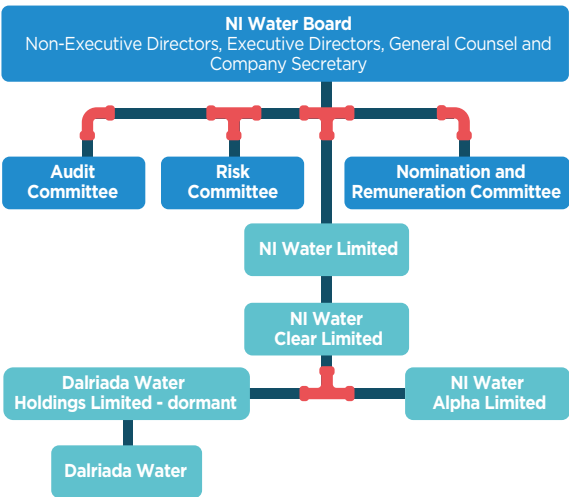 NI Water Board
Non-Executive Directors, Executive Directors, General Counsel and
Company Secretary
Audit
Committee
Risk
Committee
Nomination and
Remuneration Committee
NI Water Limited
NI Water
Clear Limited
Dalriada Water
Holdings Limited - dormant
NI Water
Alpha Limited
Dalriada Water